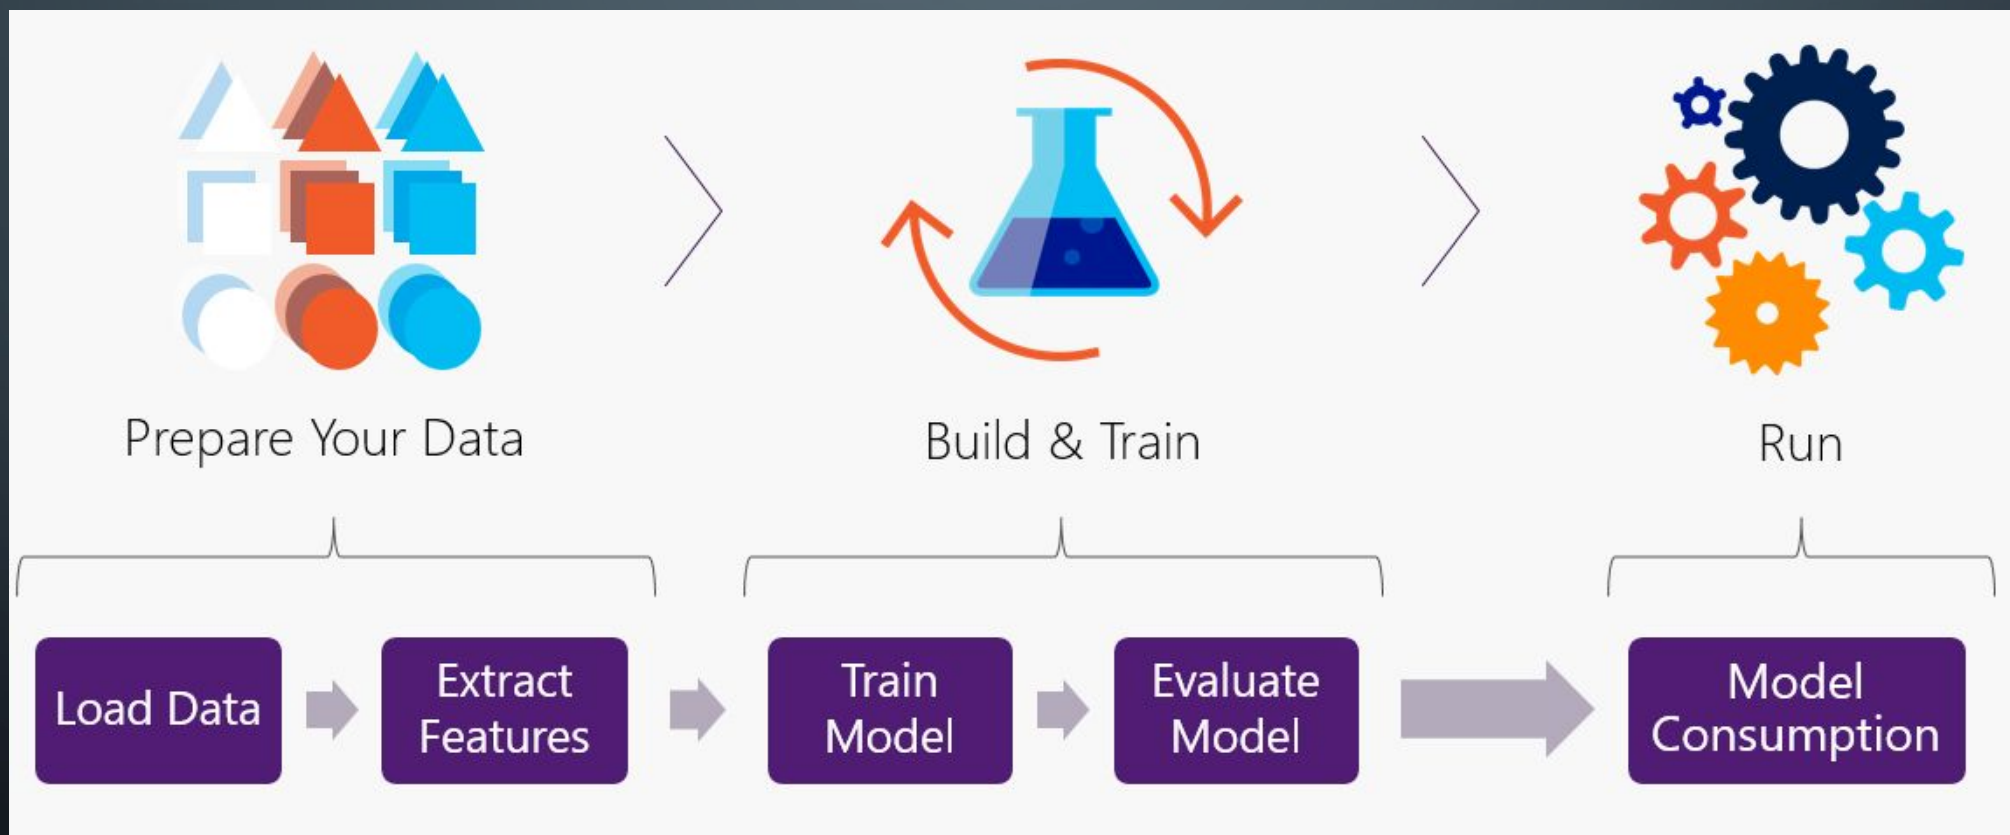 Prepare Your Data
Build & Train
Run
Load Data
Extract
Features
Train
Model
Evaluate
Model
Model
Consumption